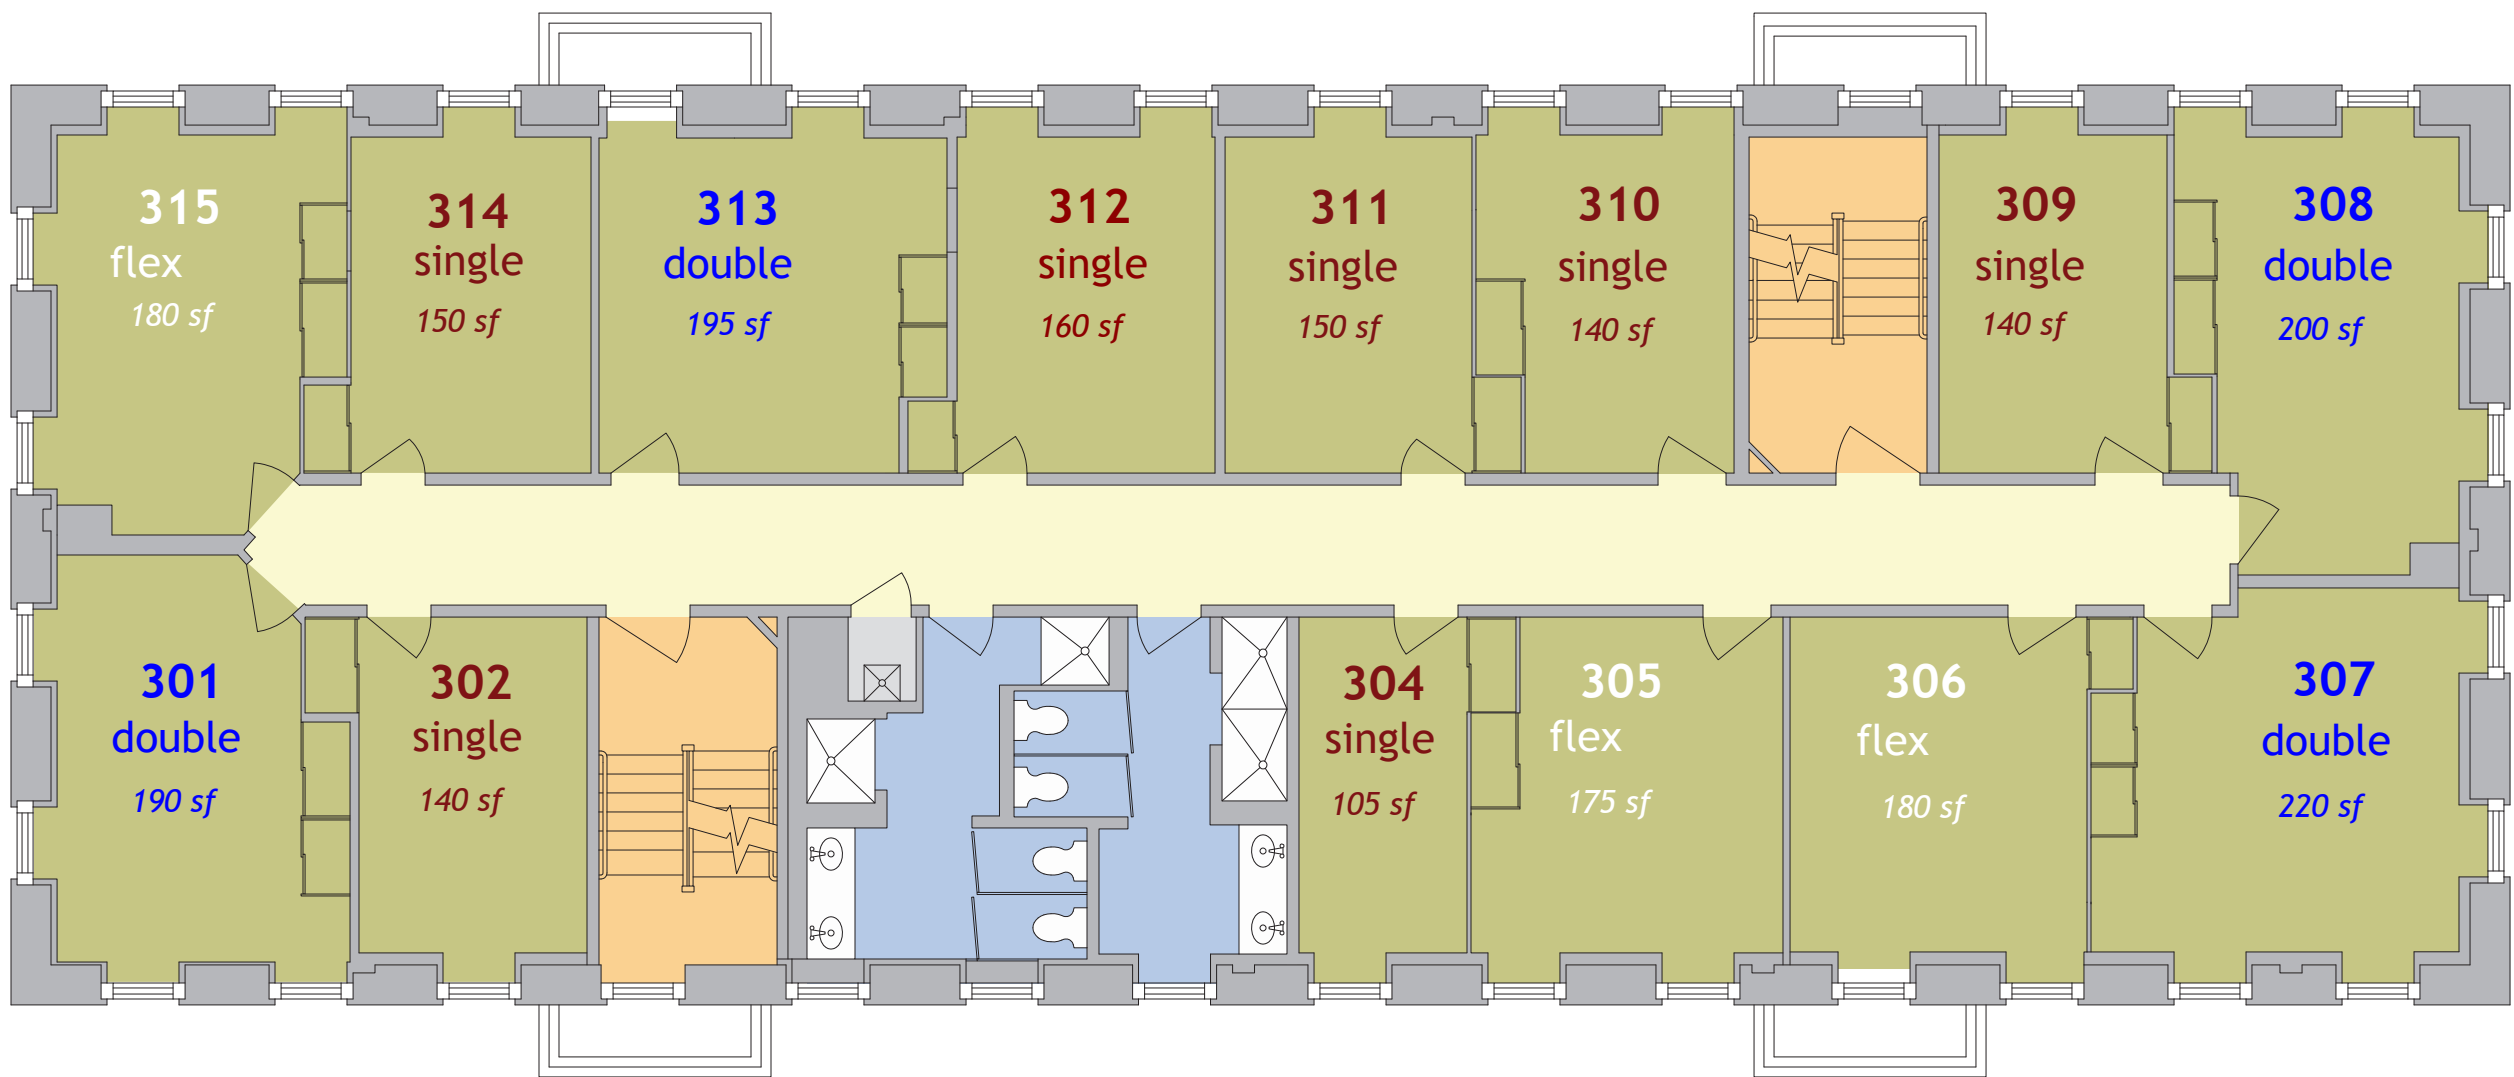 315
flex
180 sf
314
single
150 sf
313
double
195 sf
312
single
160 sf
311
single
150 sf
310
single
140 sf
309
single
140 sf
308
double
200 sf
301
double
190 sf
302
single
140 sf
304
single
105 sf
305
flex
175 sf
306
flex
180 sf
307
double
220 sf